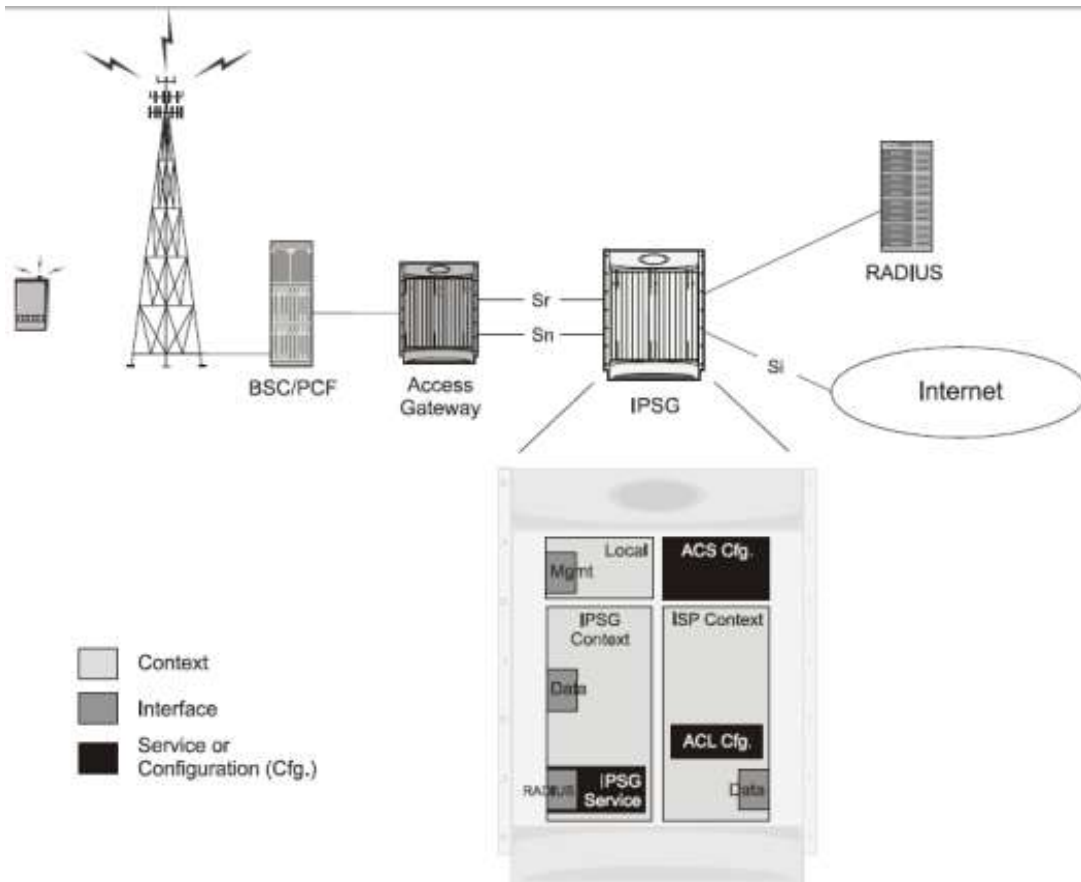 RADIUS
Sr
Sn
Si
Internet
BSC/PCF
Access
Gateway
IPSG
Local
Mgmt
ACS Cfg.
IPSG
Context
ISP Context
Data
ACL Cfg.
RADIUS
IPSG
Service
Data
Context
Interface
Service or
Configuration (Cfg.)